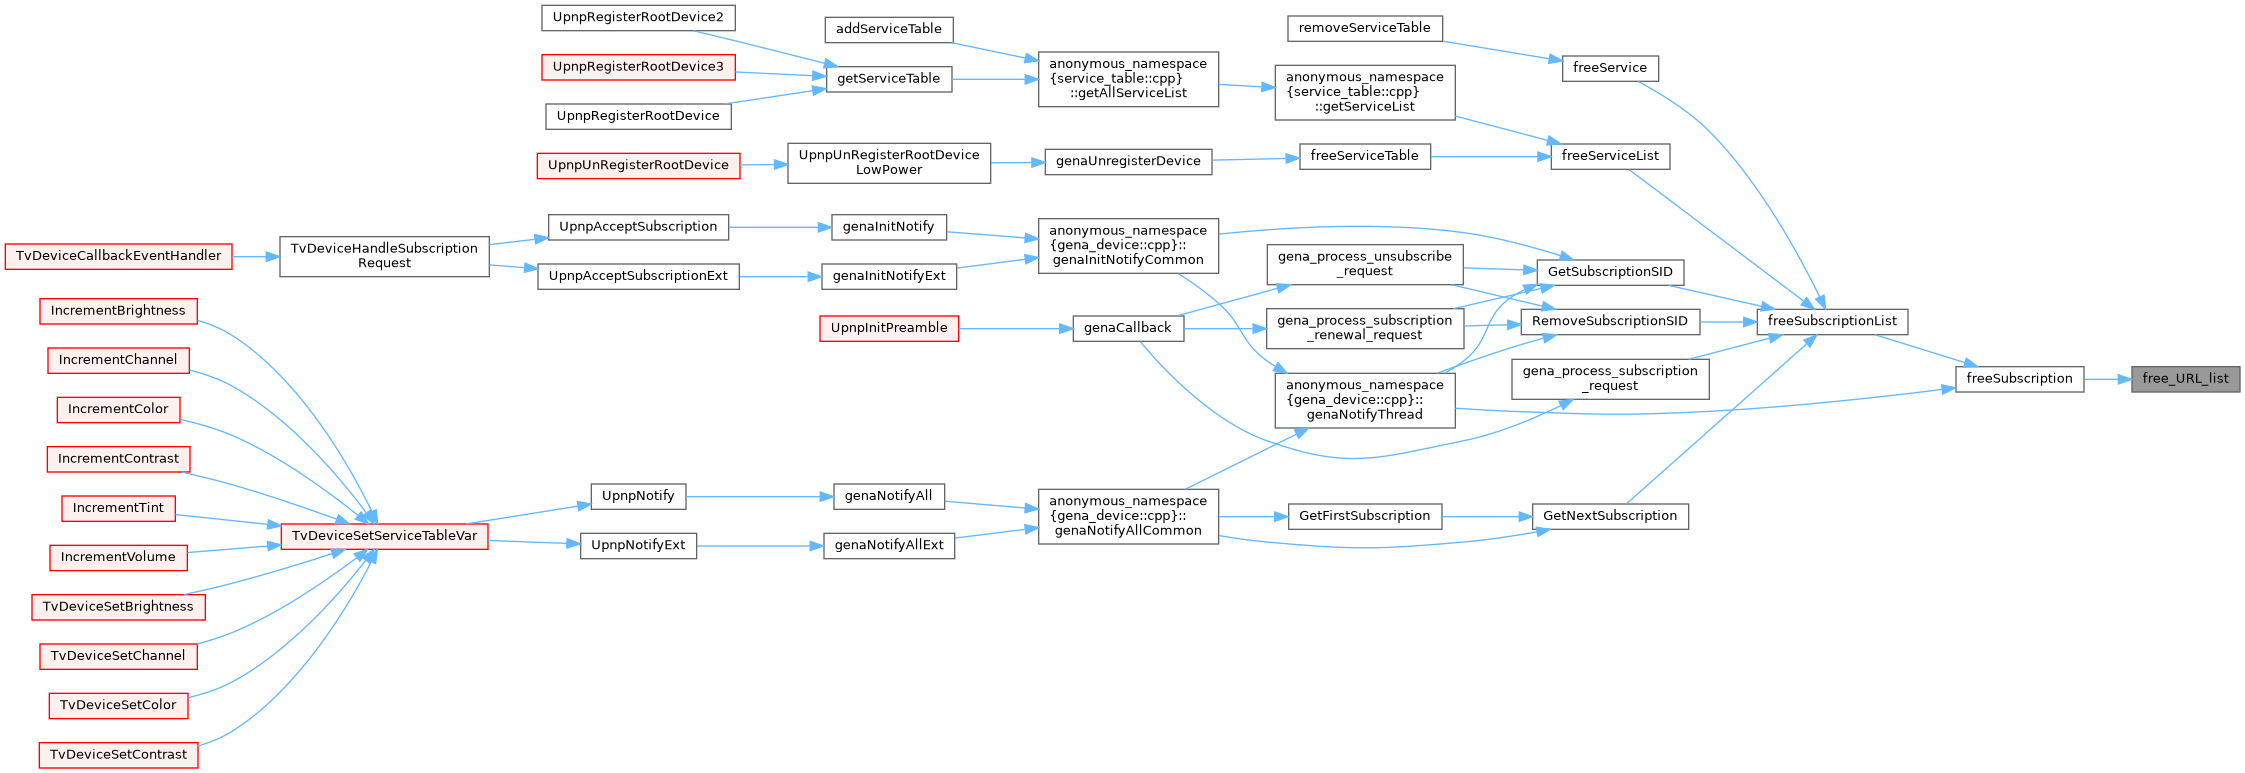 UpnpRegisterRootDevice2
addServiceTable
removeServiceTable
UpnpRegisterRootDevice3
getServiceTable
anonymous_namespace
{service_table::cpp}
::getAllServiceList
anonymous_namespace
{service_table::cpp}
::getServiceList
freeService
UpnpRegisterRootDevice
UpnpUnRegisterRootDevice
UpnpUnRegisterRootDevice
LowPower
genaUnregisterDevice
freeServiceTable
freeServiceList
TvDeviceCallbackEventHandler
TvDeviceHandleSubscription
Request
UpnpAcceptSubscription
genaInitNotify
anonymous_namespace
{gena_device::cpp}::
genaInitNotifyCommon
UpnpAcceptSubscriptionExt
genaInitNotifyExt
gena_process_unsubscribe
_request
GetSubscriptionSID
UpnpInitPreamble
genaCallback
gena_process_subscription
_renewal_request
RemoveSubscriptionSID
freeSubscriptionList
gena_process_subscription
_request
freeSubscription
free_URL_list
anonymous_namespace
{gena_device::cpp}::
genaNotifyThread
IncrementBrightness
IncrementChannel
IncrementColor
IncrementContrast
IncrementTint
IncrementVolume
TvDeviceSetBrightness
TvDeviceSetChannel
TvDeviceSetColor
TvDeviceSetContrast
TvDeviceSetServiceTableVar
UpnpNotify
UpnpNotifyExt
genaNotifyAll
genaNotifyAllExt
anonymous_namespace
{gena_device::cpp}::
genaNotifyAllCommon
GetFirstSubscription
GetNextSubscription